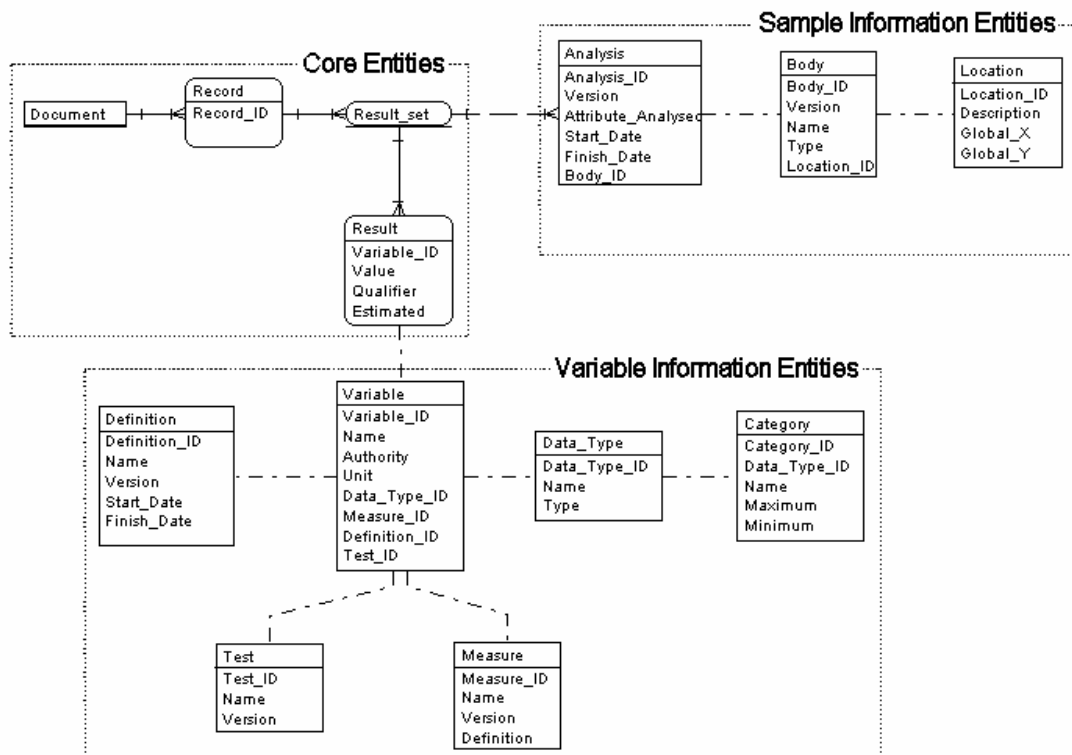 Sample Information Entities
Core Entities
Document
Record
Record_ID
Result_set
Result
Variable_ID
Value
Qualifier
Estimated
Analysis
Analysis_ID
Version
Attribute_Analysed
Start_Date
Finish_Date
Body_ID
Body
Body_ID
Version
Name
Type
Location_ID
Location
Location_ID
Description
Global_X
Global_Y
Variable Information Entities
Definition
Definition_ID
Name
Version
Start_Date
Finish_Date
Variable
Variable_ID
Name
Authority
Unit
Data_Type_ID
Measure_ID
Definition_ID
Test_ID
Data_Type
Data_Type_ID
Name
Type
Category
Category_ID
Data_Type_ID
Name
Maximum
Minimum
Test
Test_ID
Name
Version
Measure
Measure_ID
Name
Version
Definition